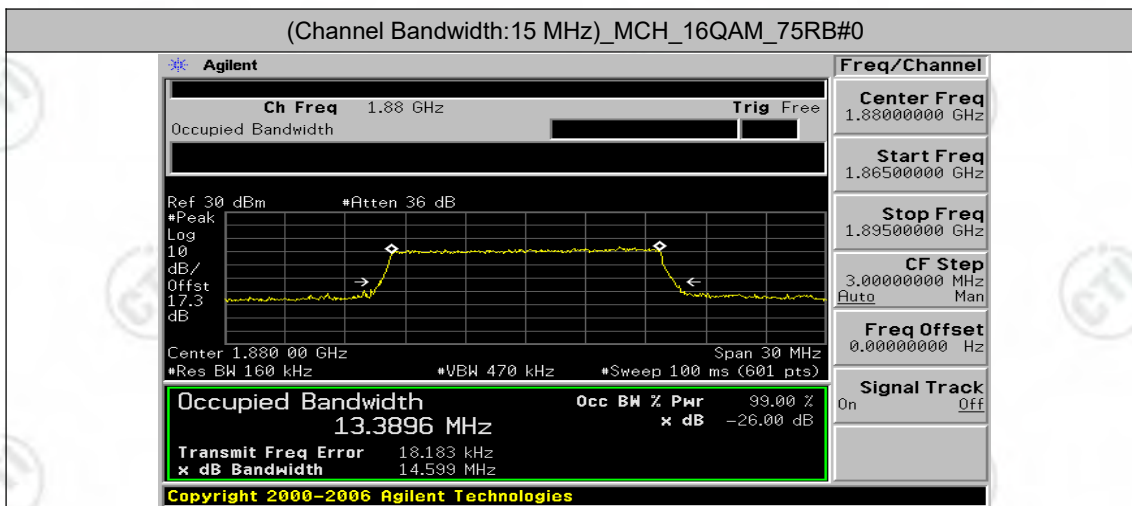 (Channel Bandwidth:15 MHz)_MCH_16QAM_75RB#0
Agilent
Freq/Channel
Ch Freq 1.88 GHz Trig Free
Occupied Bandwidth
Center Freq
1.88000000 GHz
Start Freq
1.86500000 GHz
Stop Freq
1.89500000 GHz
CF Step
3.00000000 MHz
Auto Man
Freq Offset
0.00000000 Hz
Signal Track
On Off
Ref 30 dBm #Atten 36 dB
#Peak
Log
10
dB/
Offst
17.3
dB
Center 1.880 00 GHz Span 30 MHz
#Res BW 160 kHz #VBW 470 kHz #Sweep 100 ms (601 pts)
Occupied Bandwidth Occ BW % Pwr 99.00 %
13.3896 MHz x dB -26.00 dB
Transmit Freq Error 18.183 kHz
x dB Bandwidth 14.599 MHz
Copyright 2000-2006 Agilent Technologies